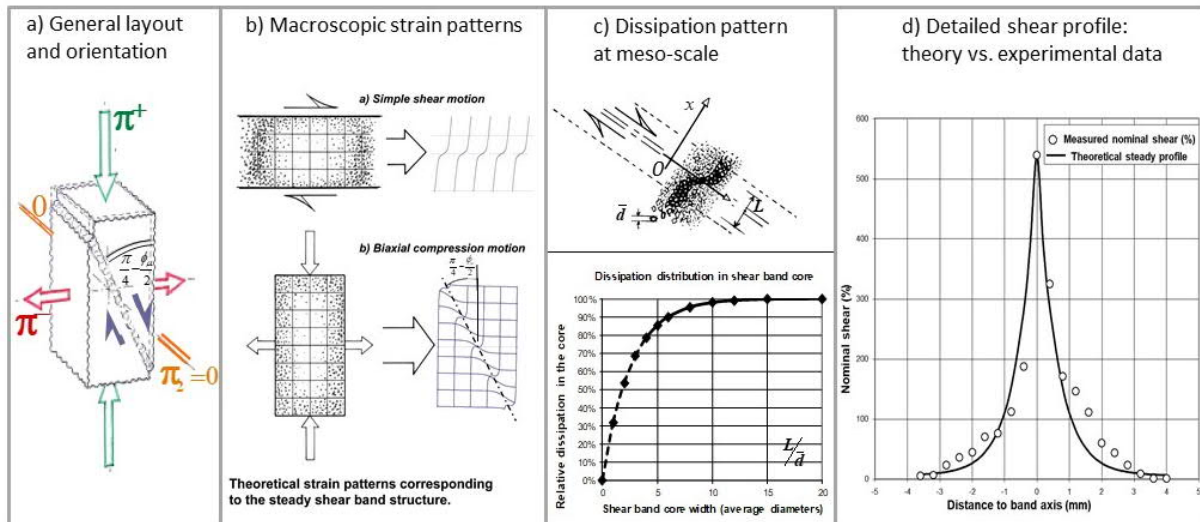 a) General layout
and orientation
π+
0
π/4 - ϕμ/2
π-
π2 =0
b) Macroscopic strain patterns
a) Simple shear motion
b) Biaxial compression motion
Theoretical strain patterns corresponding
to the steady shear band structure.
c) Dissipation pattern
at meso-scale
x
O
d̄
L
Dissipation distribution in shear band core
Relative dissipation in the core
100%
90%
80%
70%
60%
50%
40%
30%
20%
10%
0%
L/d̄
0 5 10 15 20
Shear band core width (average diameters)
d) Detailed shear profile:
theory vs. experimental data
Nominal shear (%)
600
500
400
300
200
100
0
Measured nominal shear (%)
Theoretical steady profile
-5 -4 -3 -2 -1 0 1 2 3 4 5
Distance to band axis (mm)